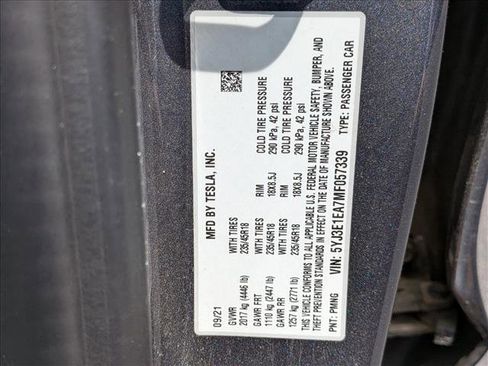 MFD BY TESLA, INC.
09/21
GVWR WITH TIRES RIM COLD TIRE PRESSURE
2017 kg (4446 lb) 235/45R18 18X8.5J 290 kPa, 42 psi
GAWR FRT WITH TIRES RIM COLD TIRE PRESSURE
1110 kg (2447 lb) 235/45R18 18X8.5J 290 kPa, 42 psi
GAWR RR
1257 kg (2771 lb)
THIS VEHICLE CONFORMS TO ALL APPLICABLE U.S. FEDERAL MOTOR VEHICLE SAFETY, BUMPER, AND
THEFT PREVENTION STANDARDS IN EFFECT ON THE DATE OF MANUFACTURE SHOWN ABOVE.
VIN: 5YJ3E1EA7MF057339
PNT: PMNG TYPE: PASSENGER CAR